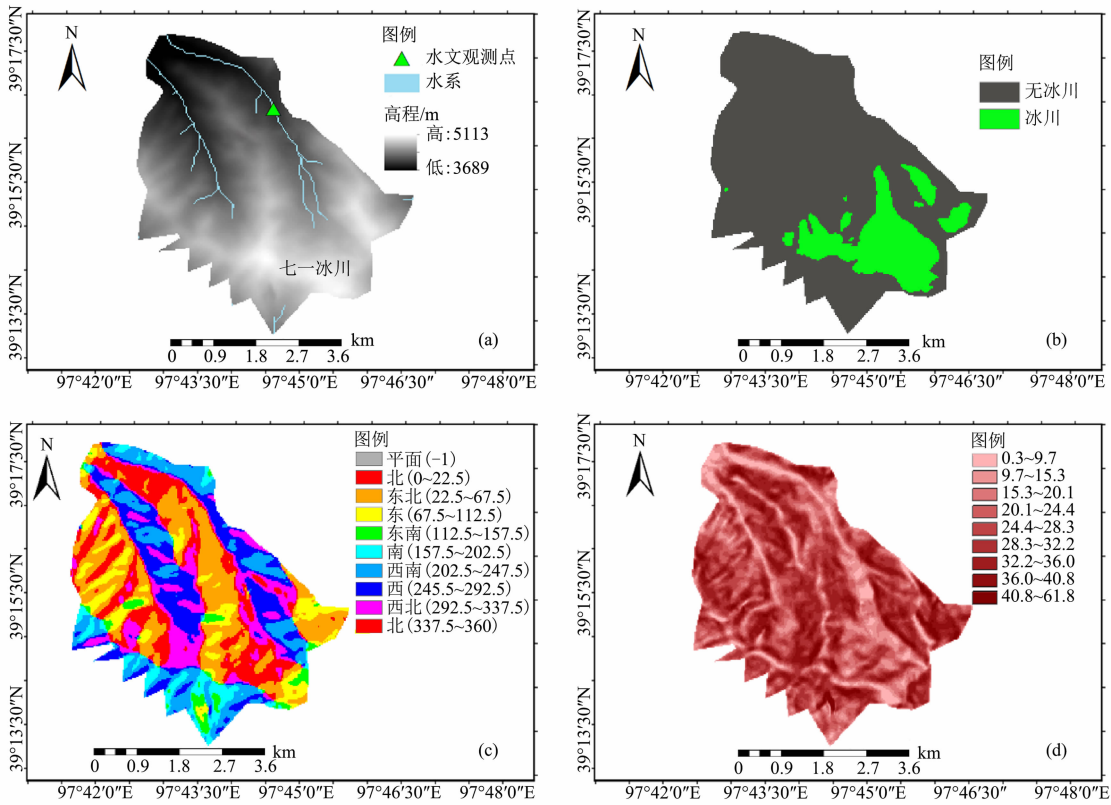 39°17′30″N
39°15′30″N
39°13′30″N
N
图例
水文观测点
水系
高程/m
高:5113
低:3689
七一冰川
km
0 0.9 1.8 2.7 3.6
(a)
97°42′0″E 97°43′30″E 97°45′0″E 97°46′30″ 97°48′0″E
39°17′30″N
39°15′30″N
39°13′30″N
N
图例
无冰川
冰川
km
0 0.9 1.8 2.7 3.6
(b)
97°42′0″E 97°43′30″E 97°45′0″E 97°46′30″E 97°48′0″E
39°17′30″N
39°15′30″N
39°13′30″N
N
图例
平面(-1)
北(0~22.5)
东北(22.5~67.5)
东(67.5~112.5)
东南(112.5~157.5)
南(157.5~202.5)
西南(202.5~247.5)
西(245.5~292.5)
西北(292.5~337.5)
北(337.5~360)
km
0 0.9 1.8 2.7 3.6
(c)
97°42′0″E 97°43′30″E 97°45′0″E 97°46′30″E 97°48′0″E
39°17′30″N
39°15′30″N
39°13′30″N
N
图例
0.3~9.7
9.7~15.3
15.3~20.1
20.1~24.4
24.4~28.3
28.3~32.2
32.2~36.0
36.0~40.8
40.8~61.8
km
0 0.9 1.8 2.7 3.6
(d)
97°42′0″E 97°43′30″E 97°45′0″E 97°46′30″E 97°48′0″E